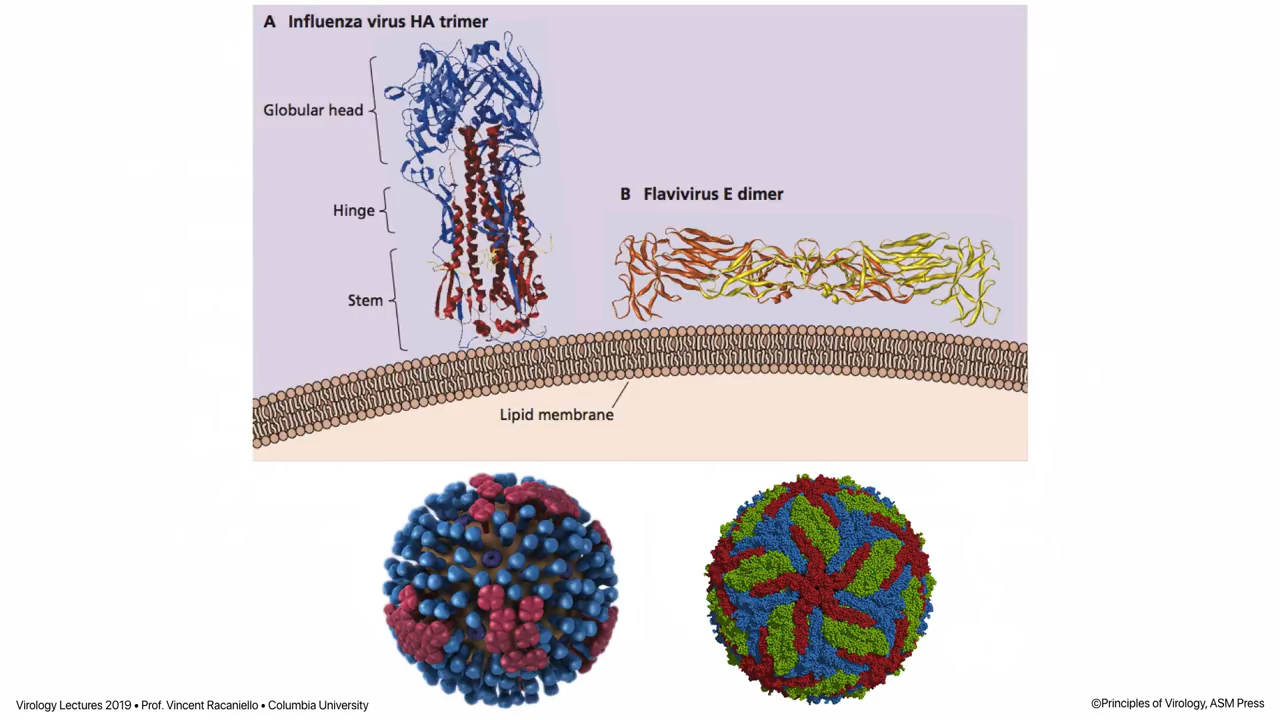 A Influenza virus HA trimer
Globular head
Hinge
Stem
B Flavivirus E dimer
Lipid membrane
Virology Lectures 2019 • Prof. Vincent Racaniello • Columbia University
©Principles of Virology, ASM Press